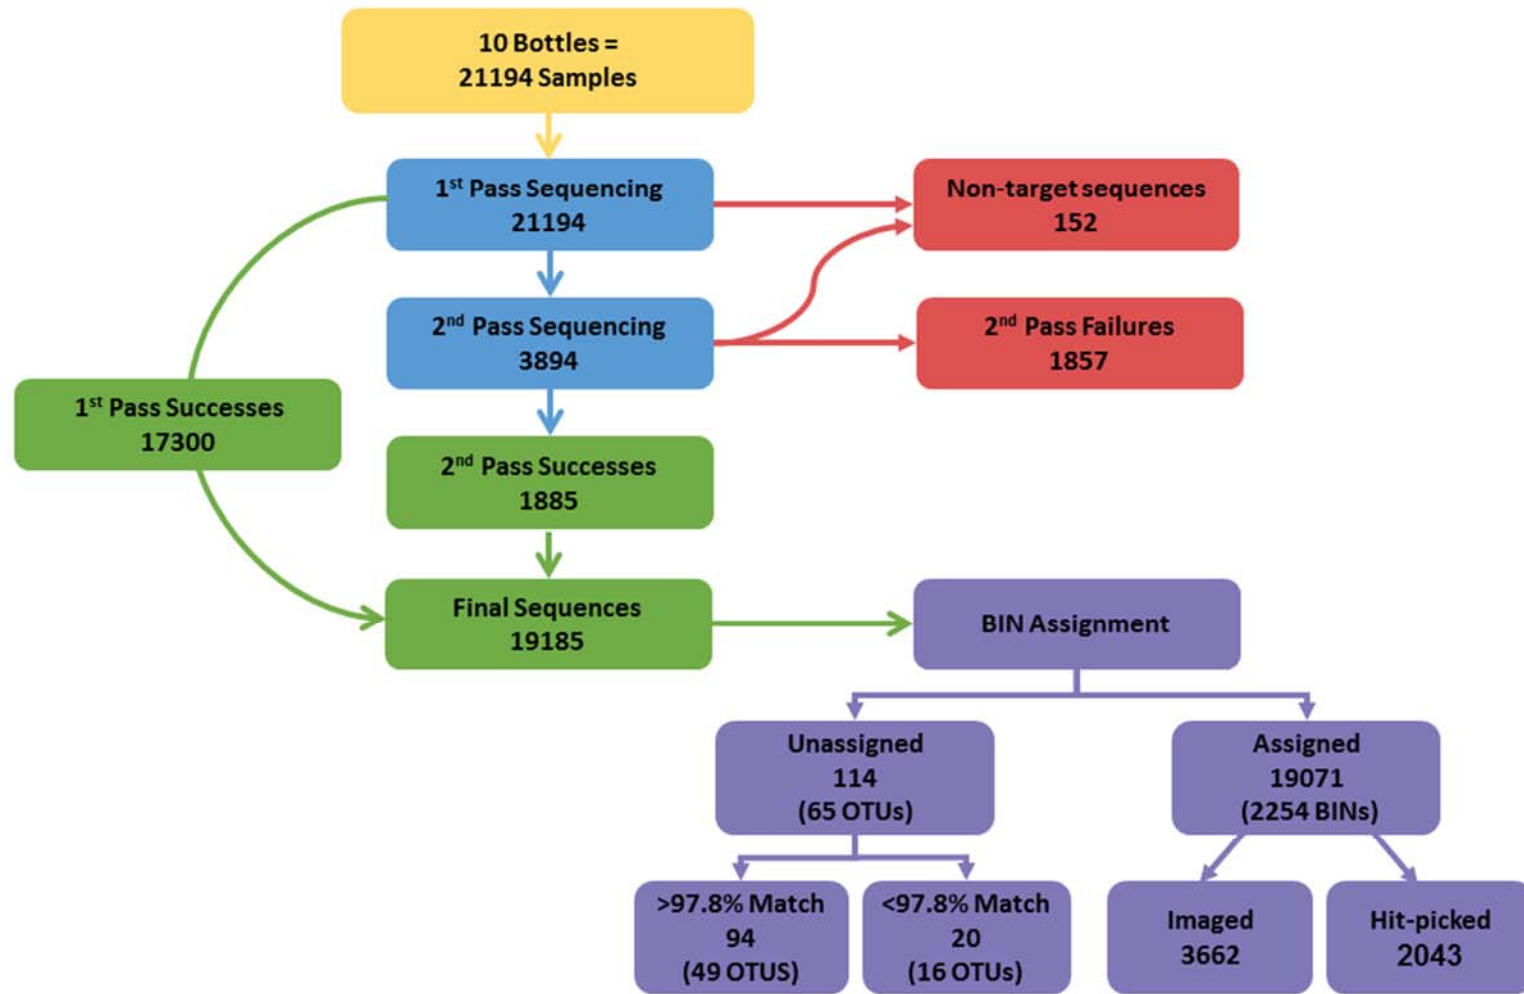 10 Bottles =
21194 Samples
1st Pass Sequencing
21194
Non-target sequences
152
2nd Pass Sequencing
3894
2nd Pass Failures
1857
1st Pass Successes
17300
2nd Pass Successes
1885
Final Sequences
19185
BIN Assignment
Unassigned
114
(65 OTUs)
Assigned
19071
(2254 BINs)
>97.8% Match
94
(49 OTUS)
<97.8% Match
20
(16 OTUs)
Imaged
3662
Hit-picked
2043